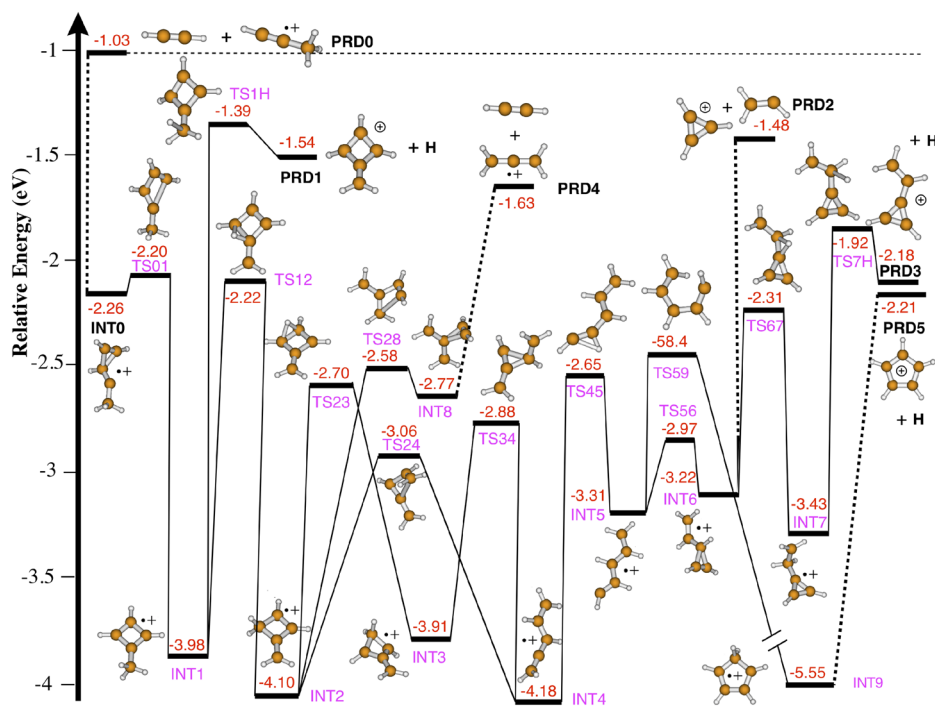 Relative Energy (eV)
-1
-1.5
-2
-2.5
-3
-3.5
-4
-1.03
+
•+
PRD0
TS1H
-1.39
-1.54
PRD1
⊕
+ H
+
•+
PRD4
-1.63
⊕ +
PRD2
-1.48
+ H
⊕
-2.20
TS01
-2.26
INT0
•+
-2.22
TS12
-2.70
TS23
TS28
-2.58
-2.77
INT8
-3.06
TS24
-2.88
TS34
-2.65
TS45
-58.4
TS59
TS56
-2.97
-3.22
INT6
•+
-2.31
TS67
-1.92
TS7H
-2.18
PRD3
-2.21
PRD5
⊕
+ H
-3.31
INT5
•+
-3.43
INT7
•+
•+
-3.98
INT1
•+
-4.10
INT2
•+
-3.91
INT3
•+
-4.18
INT4
•+
-5.55
INT9